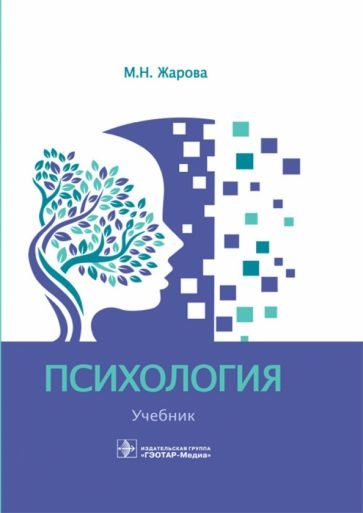 М.Н. Жарова
ПСИХОЛОГИЯ
Учебник
ИЗДАТЕЛЬСКАЯ ГРУППА
«ГЭОТАР-Медиа»